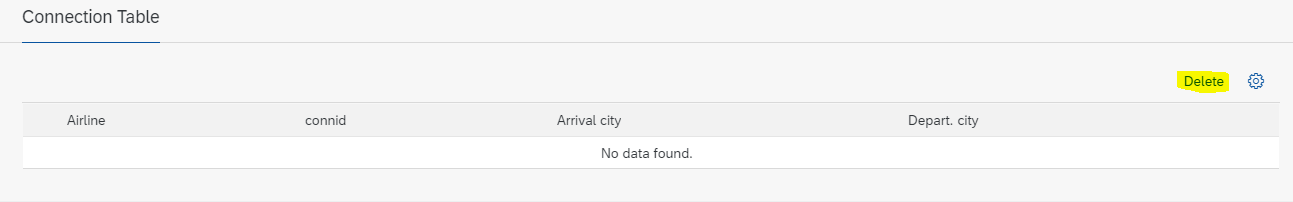 Connection Table
Delete
Airline connid Arrival city Depart. city
No data found.